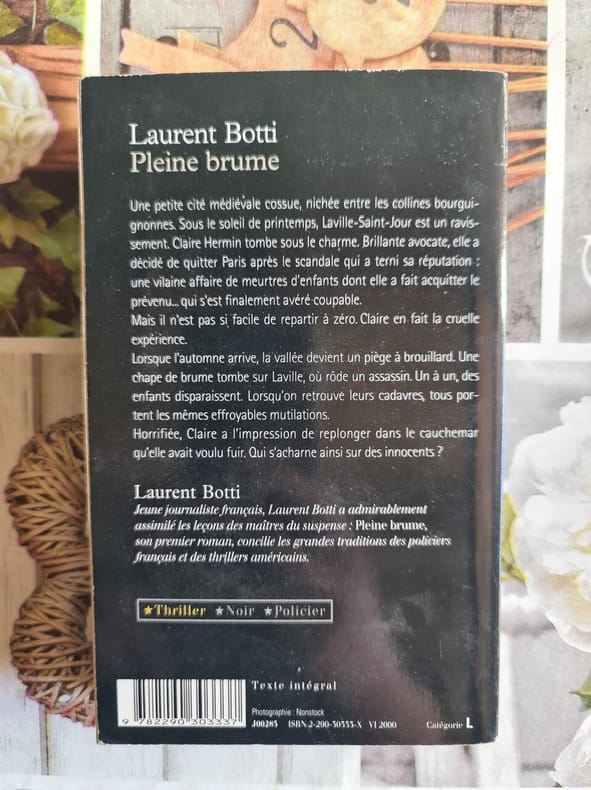 Laurent Botti
Pleine brume
Une petite cité médiévale cossue, nichée entre les collines bourgui-
gnonnes. Sous le soleil de printemps, Laville-Saint-Jour est un ravis-
sement. Claire Hermin tombe sous le charme. Brillante avocate, elle a
décidé de quitter Paris après le scandale qui a terni sa réputation :
une vilaine affaire de meurtres d'enfants dont elle a fait acquitter le
prévenu... qui s'est finalement avéré coupable.
Mais il n'est pas si facile de repartir à zéro. Claire en fait la cruelle
expérience.
Lorsque l'automne arrive, la vallée devient un piège à brouillard. Une
chape de brume tombe sur Laville, où rôde un assassin. Un à un, des
enfants disparaissent. Lorsqu'on retrouve leurs cadavres, tous por-
tent les mêmes effroyables mutilations.
Horrifiée, Claire a l'impression de replonger dans le cauchemar
qu'elle avait voulu fuir. Qui s'acharne ainsi sur des innocents ?
Laurent Botti
Jeune journaliste français, Laurent Botti a admirablement
assimilé les leçons des maîtres du suspense : Pleine brume,
son premier roman, concilie les grandes traditions des policiers
français et des thrillers américains.
★Thriller ★Noir ★Policier
Texte intégral
Photographie : Nonstock
J00285 ISBN 2-290-30333-X VI 2000 Catégorie L
9 782290 303337
2